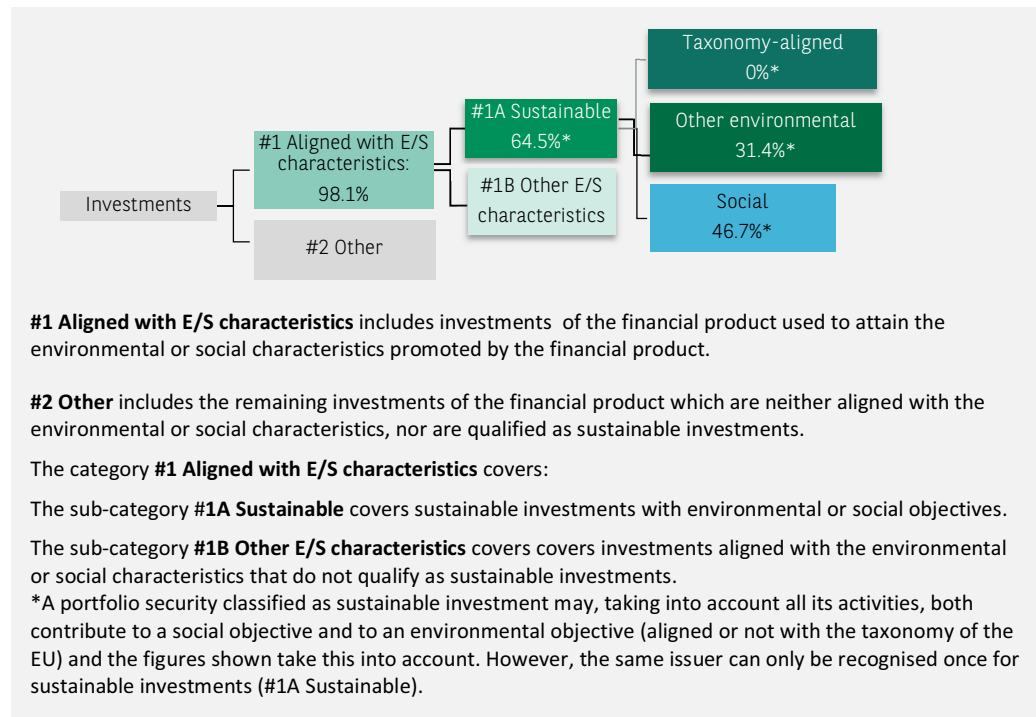 Taxonomy-aligned
0%*
#1A Sustainable
64.5%*
Other environmental
31.4%*
#1 Aligned with E/S
characteristics:
98.1%
#1B Other E/S
characteristics
Investments
Social
46.7%*
#2 Other
#1 Aligned with E/S characteristics includes investments of the financial product used to attain the
environmental or social characteristics promoted by the financial product.
#2 Other includes the remaining investments of the financial product which are neither aligned with the
environmental or social characteristics, nor are qualified as sustainable investments.
The category #1 Aligned with E/S characteristics covers:
The sub-category #1A Sustainable covers sustainable investments with environmental or social objectives.
The sub-category #1B Other E/S characteristics covers covers investments aligned with the environmental
or social characteristics that do not qualify as sustainable investments.
*A portfolio security classified as sustainable investment may, taking into account all its activities, both
contribute to a social objective and to an environmental objective (aligned or not with the taxonomy of the
EU) and the figures shown take this into account. However, the same issuer can only be recognised once for
sustainable investments (#1A Sustainable).